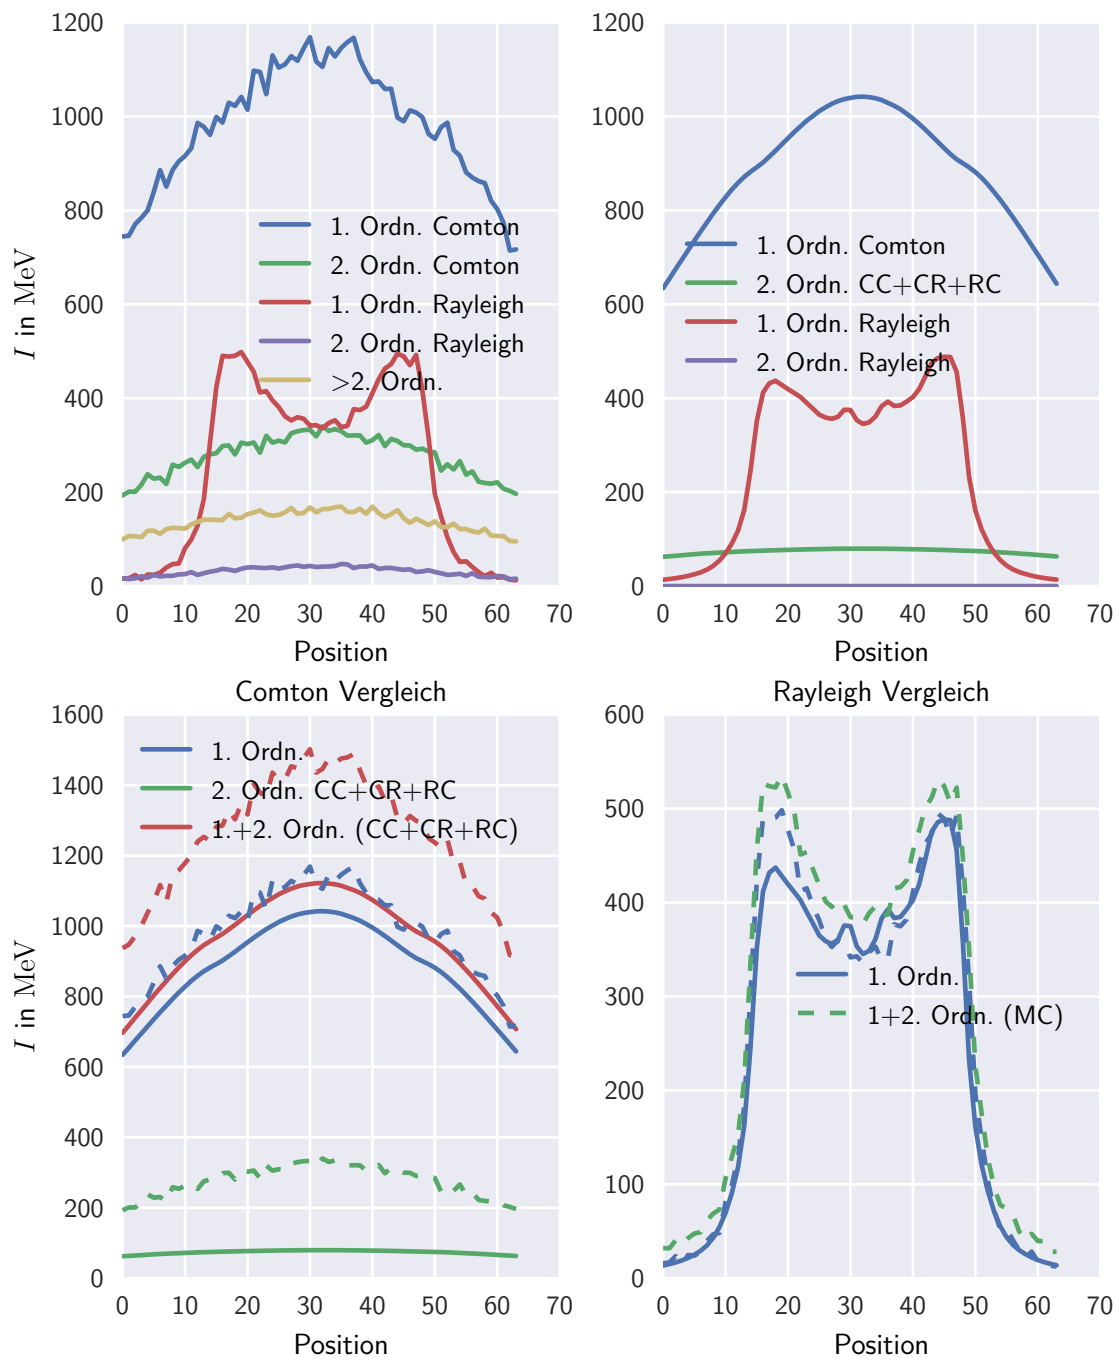 1200
1000
800
600
400
200
0
I in MeV
1. Ordn. Comton
2. Ordn. Comton
1. Ordn. Rayleigh
2. Ordn. Rayleigh
>2. Ordn.
0 10 20 30 40 50 60 70
Position
1200
1000
800
600
400
200
0
1. Ordn. Comton
2. Ordn. CC+CR+RC
1. Ordn. Rayleigh
2. Ordn. Rayleigh
0 10 20 30 40 50 60 70
Position
Comton Vergleich
1600
1400
1200
1000
800
600
400
200
0
I in MeV
1. Ordn.
2. Ordn. CC+CR+RC
1.+2. Ordn. (CC+CR+RC)
0 10 20 30 40 50 60 70
Position
Rayleigh Vergleich
600
500
400
300
200
100
0
1. Ordn.
1+2. Ordn. (MC)
0 10 20 30 40 50 60 70
Position